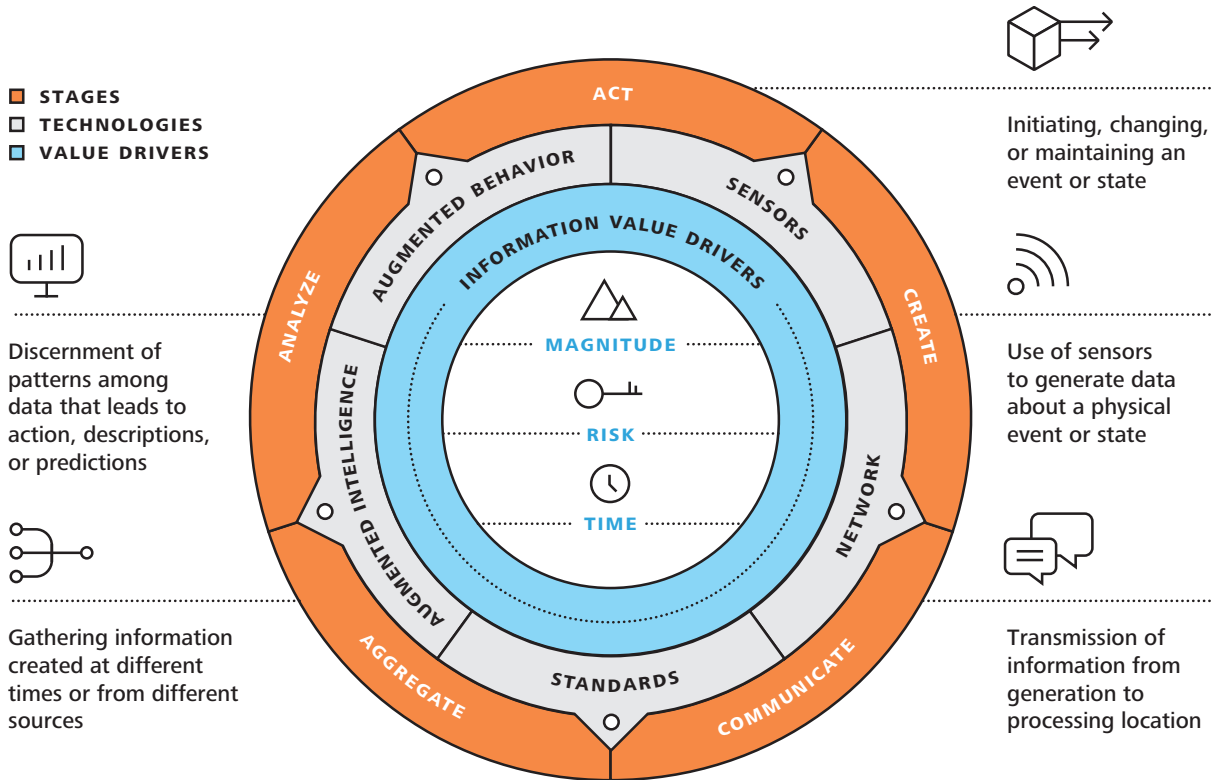 STAGES
TECHNOLOGIES
VALUE DRIVERS
ACT
CREATE
COMMUNICATE
AGGREGATE
ANALYZE
AUGMENTED BEHAVIOR
SENSORS
NETWORK
STANDARDS
AUGMENTED INTELLIGENCE
INFORMATION VALUE DRIVERS
MAGNITUDE
RISK
TIME
Initiating, changing,
or maintaining an
event or state
Use of sensors
to generate data
about a physical
event or state
Transmission of
information from
generation to
processing location
Gathering information
created at different
times or from different
sources
Discernment of
patterns among
data that leads to
action, descriptions,
or predictions